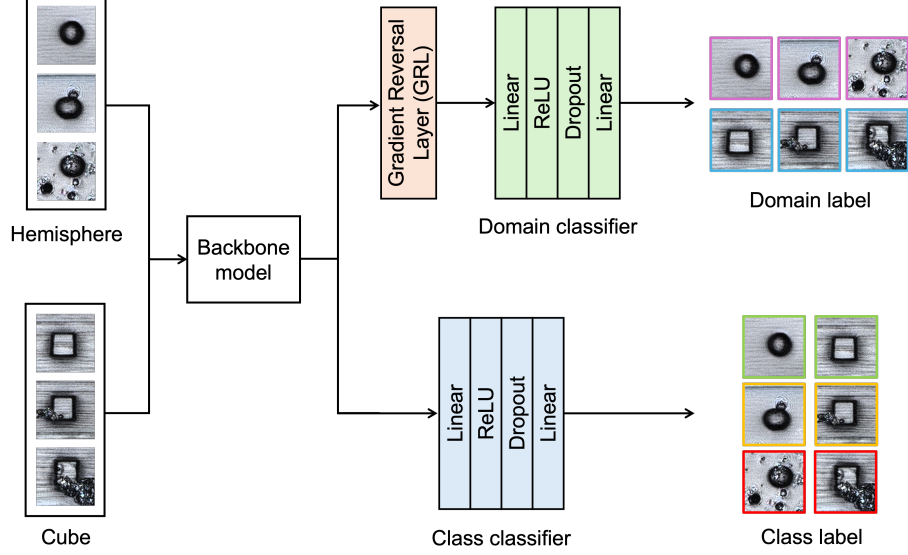 Hemisphere
Cube
Backbone
model
Gradient Reversal
Layer (GRL)
Linear
ReLU
Dropout
Linear
Domain classifier
Domain label
Linear
ReLU
Dropout
Linear
Class classifier
Class label